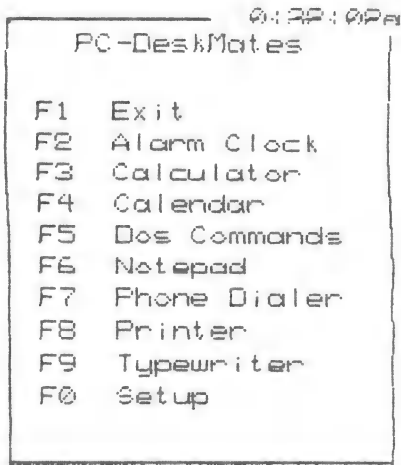 PC-DeskMates
F1 Exit
F2 Alarm Clock
F3 Calculator
F4 Calendar
F5 Dos Commands
F6 Notepad
F7 Phone Dialer
F8 Printer
F9 Typewriter
F0 Setup